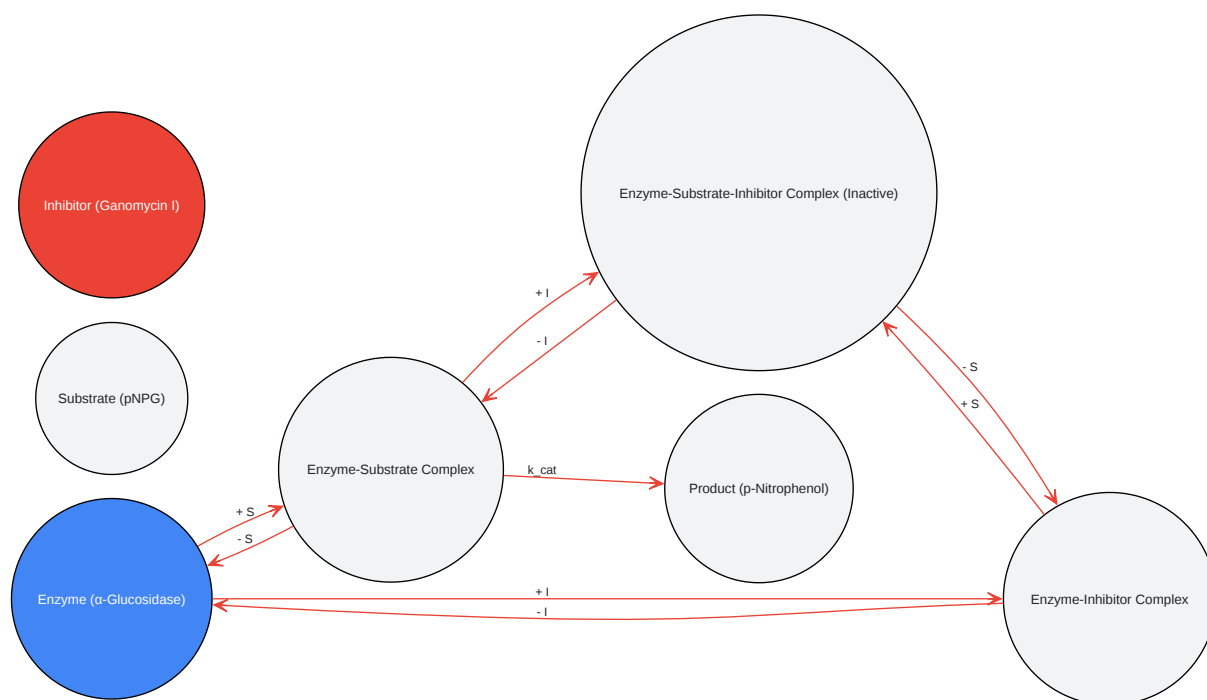 Inhibitor (Ganomycin I)
Enzyme-Substrate-Inhibitor Complex (Inactive)
+ I
- I
- S
+ S
Substrate (pNPG)
Enzyme-Substrate Complex
k_cat
Product (p-Nitrophenol)
+ S
- S
Enzyme (α-Glucosidase)
+ I
- I
Enzyme-Inhibitor Complex